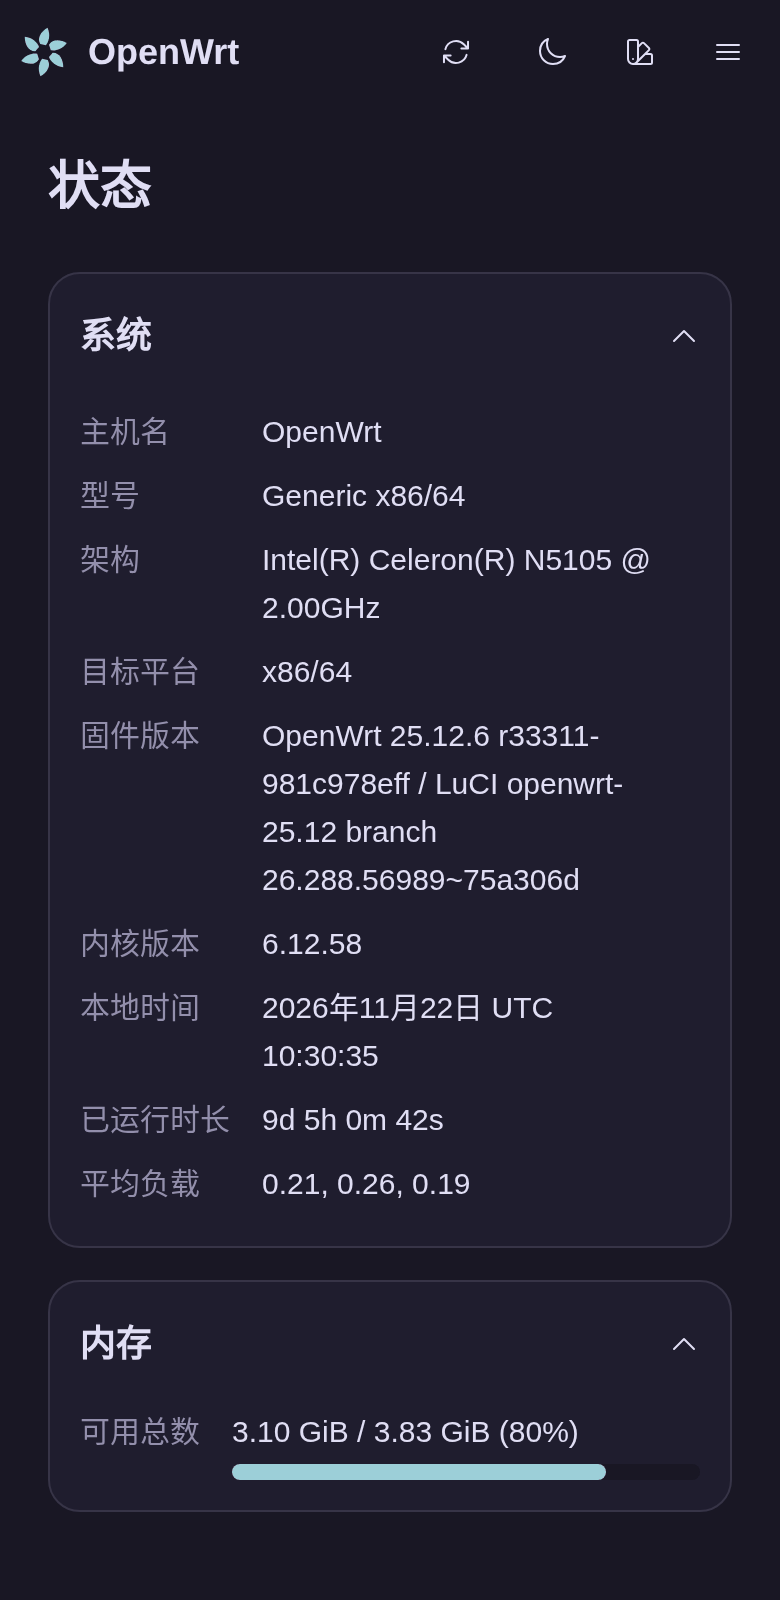 OpenWrt
状态
系统
主机名 OpenWrt
型号 Generic x86/64
架构 Intel(R) Celeron(R) N5105 @
2.00GHz
目标平台 x86/64
固件版本 OpenWrt 25.12.6 r33311-
981c978eff / LuCI openwrt-
25.12 branch
26.288.56989~75a306d
内核版本 6.12.58
本地时间 2026年11月22日 UTC
10:30:35
已运行时长 9d 5h 0m 42s
平均负载 0.21, 0.26, 0.19
内存
可用总数 3.10 GiB / 3.83 GiB (80%)